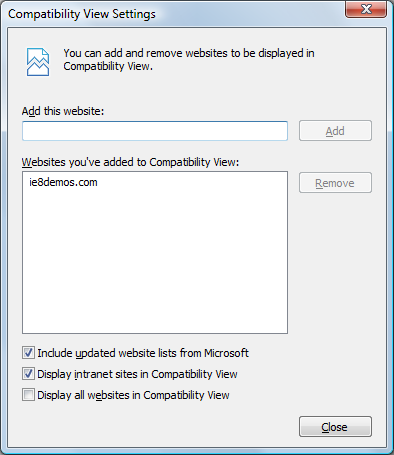 Compatibility View Settings
You can add and remove websites to be displayed in
Compatibility View.
Add this website:
Add
Websites you've added to Compatibility View:
ie8demos.com
Remove
Include updated website lists from Microsoft
Display intranet sites in Compatibility View
Display all websites in Compatibility View
Close